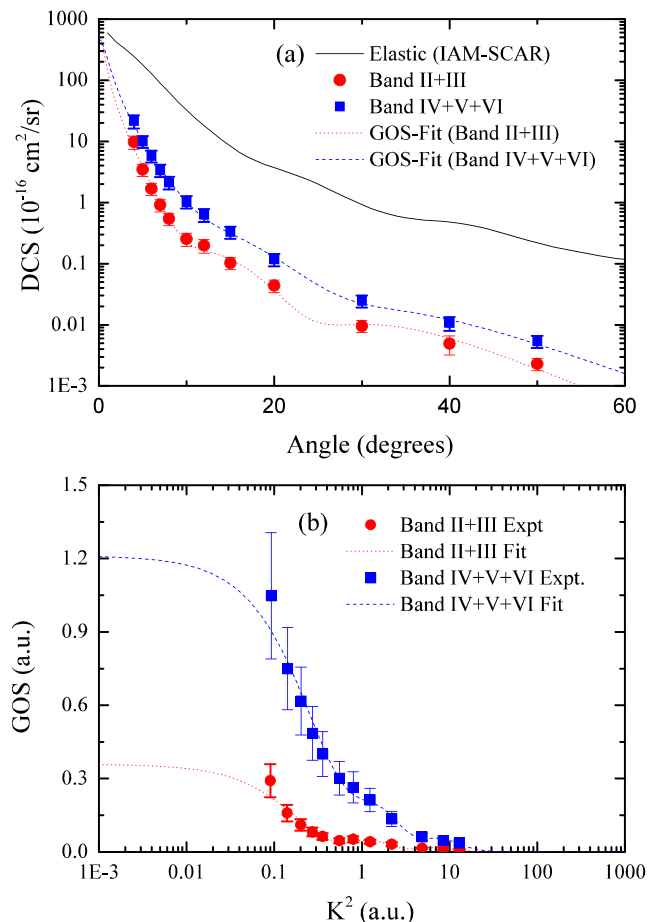 1000
100
10
1
0.1
0.01
1E-3
DCS (10⁻¹⁶ cm²/sr)
(a)
Elastic (IAM-SCAR)
Band II+III
Band IV+V+VI
GOS-Fit (Band II+III)
GOS-Fit (Band IV+V+VI)
0 20 40 60
Angle (degrees)
1.5
1.2
0.9
0.6
0.3
0.0
GOS (a.u.)
(b)
Band II+III Expt
Band II+III Fit
Band IV+V+VI Expt.
Band IV+V+VI Fit
1E-3 0.01 0.1 1 10 100 1000
K² (a.u.)